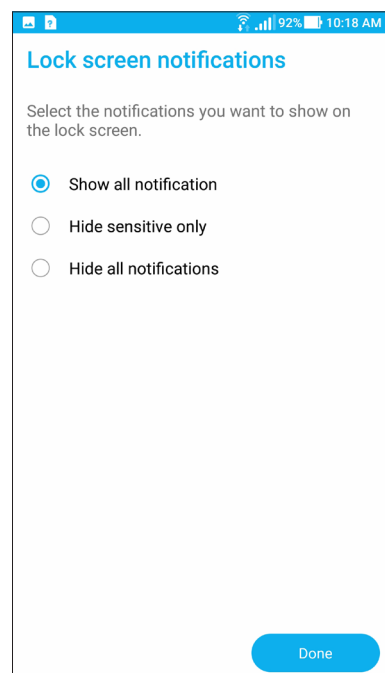 92% 10:18 AM
Lock screen notifications
Select the notifications you want to show on
the lock screen.
Show all notification
Hide sensitive only
Hide all notifications
Done